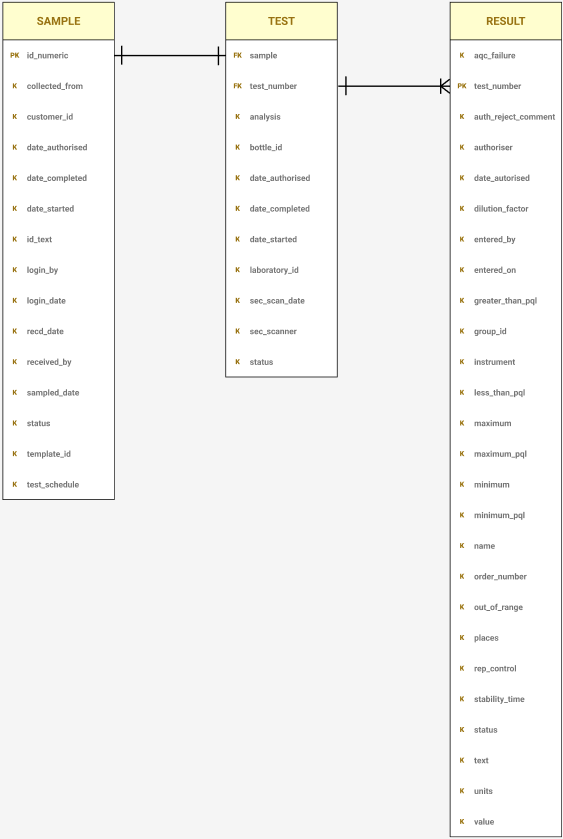 SAMPLE
PK id_numeric
K collected_from
K customer_id
K date_authorised
K date_completed
K date_started
K id_text
K login_by
K login_date
K recd_date
K received_by
K sampled_date
K status
K template_id
K test_schedule
TEST
FK sample
FK test_number
K analysis
K bottle_id
K date_authorised
K date_completed
K date_started
K laboratory_id
K sec_scan_date
K sec_scanner
K status
RESULT
K aqc_failure
PK test_number
K auth_reject_comment
K authoriser
K date_autorised
K dilution_factor
K entered_by
K entered_on
K greater_than_pql
K group_id
K instrument
K less_than_pql
K maximum
K maximum_pql
K minimum
K minimum_pql
K name
K order_number
K out_of_range
K places
K rep_control
K stability_time
K status
K text
K units
K value